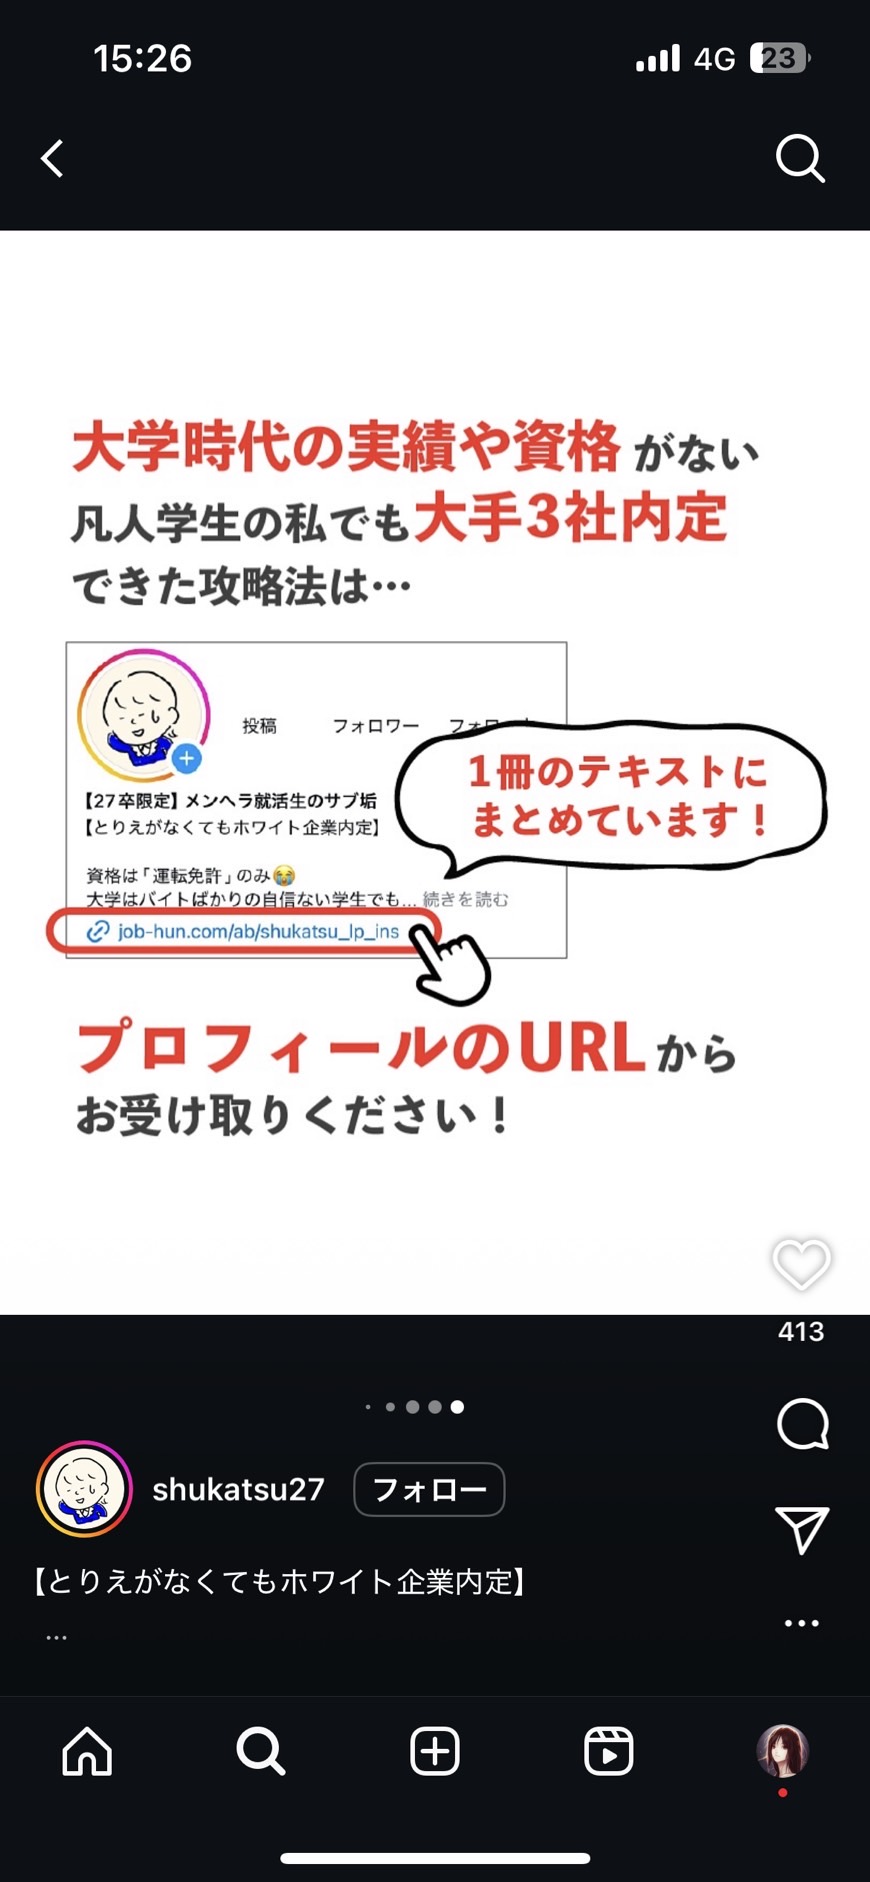 15:26
4G 23
大学時代の実績や資格がない
凡人学生の私でも大手3社内定
できた攻略法は…
投稿 フォロワー フォロー
【27卒限定】メンヘラ就活生のサブ垢
【とりえがなくてもホワイト企業内定】
1冊のテキストに
まとめています！
資格は「運転免許」のみ😭
大学はバイトばかりの自信ない学生でも... 続きを読む
job-hun.com/ab/shukatsu_lp_ins
プロフィールのURLから
お受け取りください！
413
shukatsu27 フォロー
【とりえがなくてもホワイト企業内定】
...